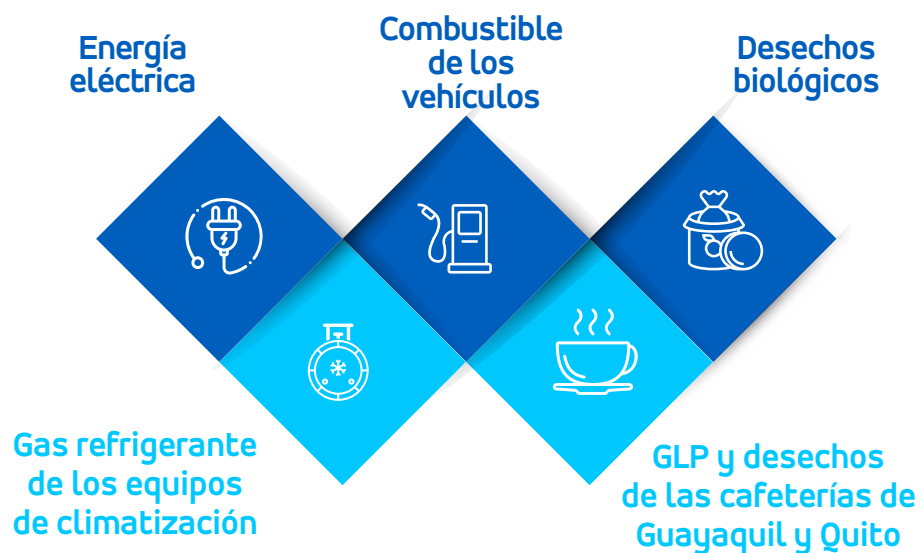 Energía
eléctrica
Combustible
de los
vehículos
Desechos
biológicos
Gas refrigerante
de los equipos
de climatización
GLP y desechos
de las cafeterías de
Guayaquil y Quito